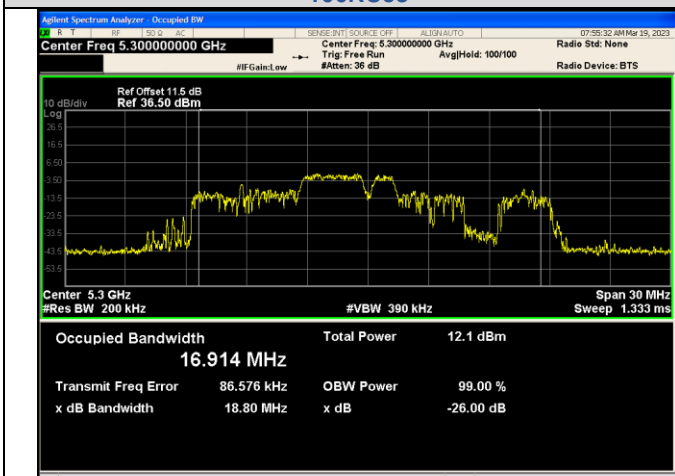 Agilent Spectrum Analyzer - Occupied BW
R T RF 50 Ω AC SENSE:INT SOURCE OFF ALIGNAUTO 07:55:32 AM Mar 19, 2023
Center Freq 5.300000000 GHz Center Freq: 5.300000000 GHz Radio Std: None
Trig: Free Run Avg|Hold: 100/100
#IFGain:Low #Atten: 36 dB Radio Device: BTS
Ref Offset 11.5 dB
10 dB/div Ref 36.50 dBm
Log
26.5
16.5
6.50
-3.50
-13.5
-23.5
-33.5
-43.5
-53.5
Center 5.3 GHz Span 30 MHz
#Res BW 200 kHz #VBW 390 kHz Sweep 1.333 ms
Occupied Bandwidth Total Power 12.1 dBm
16.914 MHz
Transmit Freq Error 86.576 kHz OBW Power 99.00 %
x dB Bandwidth 18.80 MHz x dB -26.00 dB